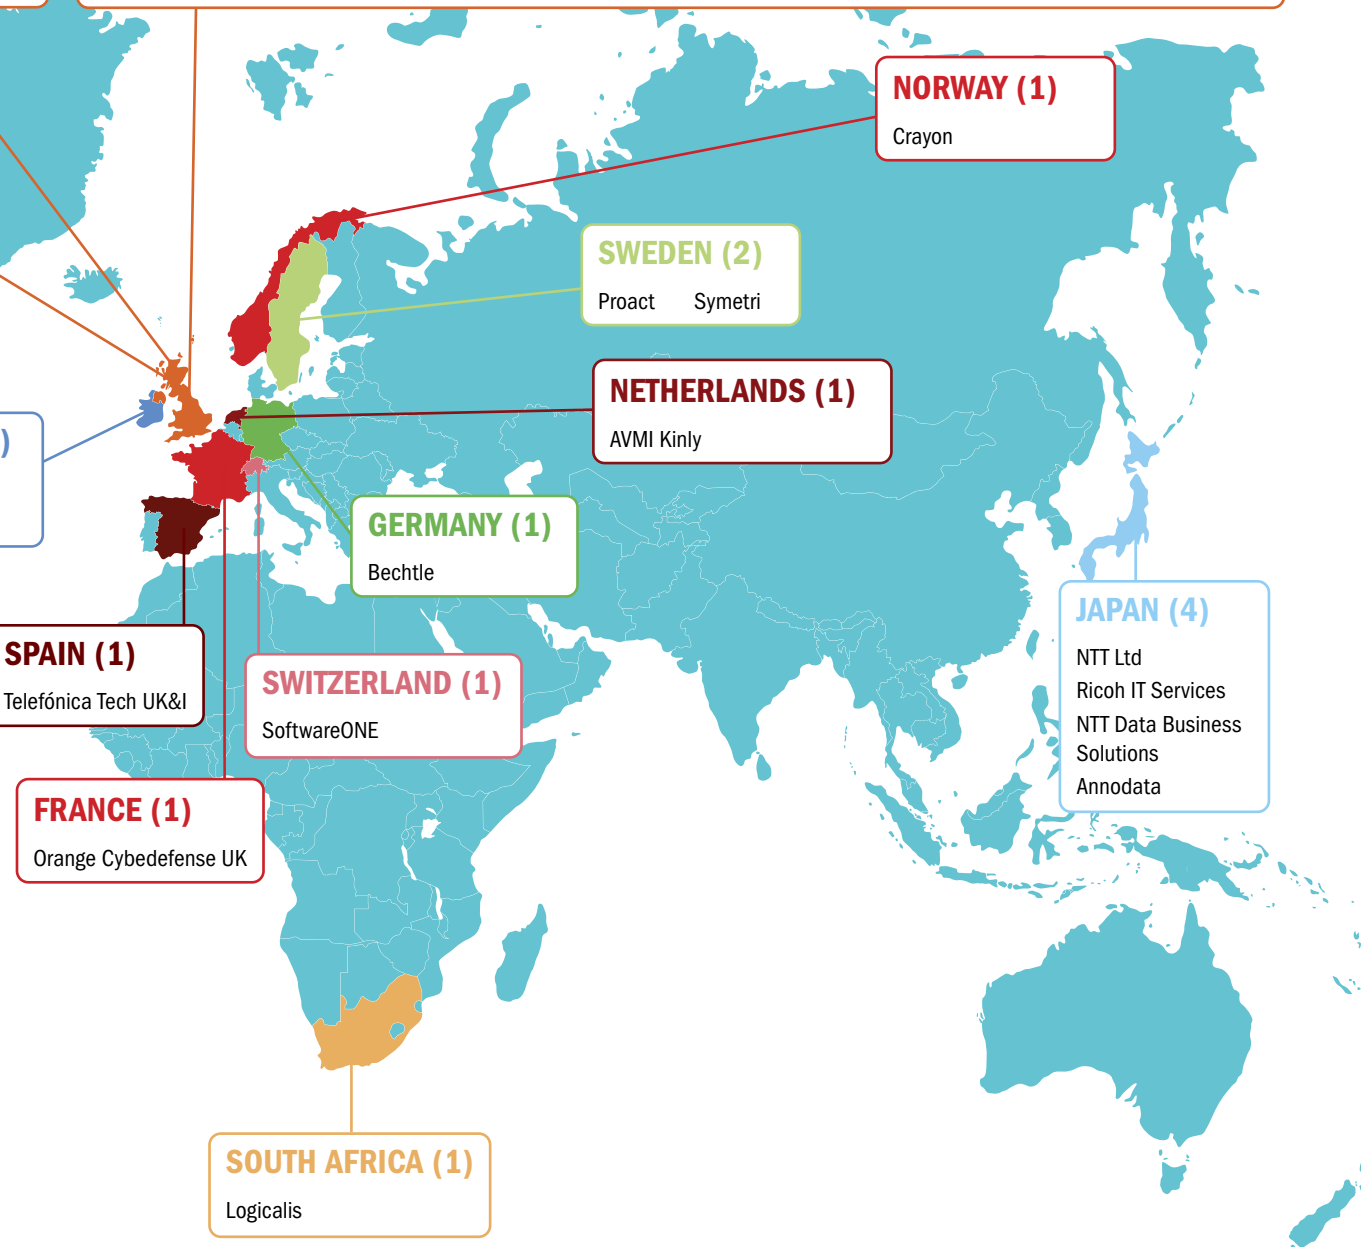 NORWAY (1)
Crayon
SWEDEN (2)
Proact Symetri
NETHERLANDS (1)
AVMI Kinly
)
GERMANY (1)
Bechtle
JAPAN (4)
NTT Ltd
Ricoh IT Services
NTT Data Business
Solutions
Annodata
SPAIN (1)
Telefónica Tech UK&I
SWITZERLAND (1)
SoftwareONE
FRANCE (1)
Orange Cybedefense UK
SOUTH AFRICA (1)
Logicalis